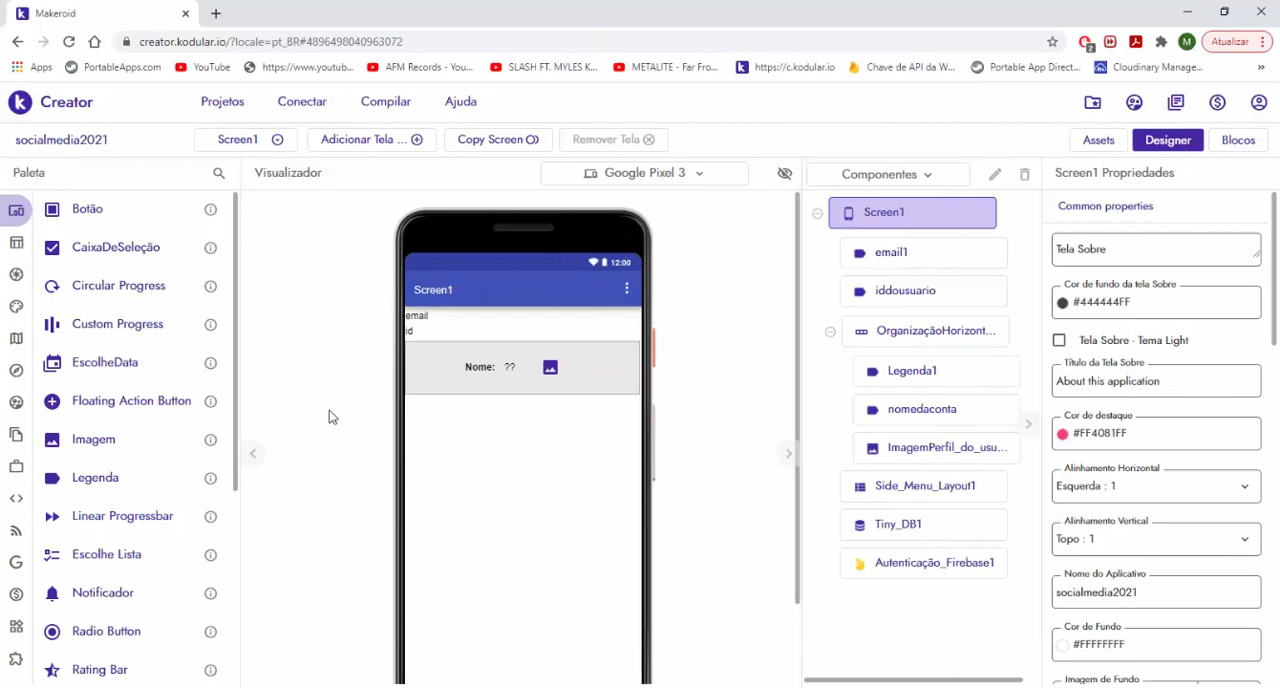 Makeroid
creator.kodular.io/?locale=pt_BR#4896498040963072
2
M
Atualizar
Apps
PortableApps.com
YouTube
https://www.youtub...
AFM Records - You...
SLASH FT. MYLES K...
METALITE - Far Fro...
https://c.kodular.io
Chave de API da W...
Portable App Direct...
Cloudinary Manage...
»
Creator
Projetos
Conectar
Compilar
Ajuda
socialmedia2021
Screen1
Adicionar Tela ...
Copy Screen
Remover Tela
Assets
Designer
Blocos
Paleta
Botão
CaixaDeSeleção
Circular Progress
Custom Progress
EscolheData
Floating Action Button
Imagem
Legenda
Linear Progressbar
Escolhe Lista
Notificador
Radio Button
Rating Bar
Visualizador
Google Pixel 3
12:00
Screen1
email
id
Nome: ??
Componentes
Screen1
email1
iddousuario
OrganizaçãoHorizont...
Legenda1
nomedaconta
ImagemPerfil_do_usu...
Side_Menu_Layout1
Tiny_DB1
Autenticação_Firebase1
Screen1 Propriedades
Common properties
Tela Sobre
Cor de fundo da tela Sobre
#444444FF
Tela Sobre - Tema Light
Título da Tela Sobre
About this application
Cor de destaque
#FF4081FF
Alinhamento Horizontal
Esquerda : 1
Alinhamento Vertical
Topo : 1
Nome do Aplicativo
socialmedia2021
Cor de Fundo
#FFFFFFFF
Imagem de Fundo